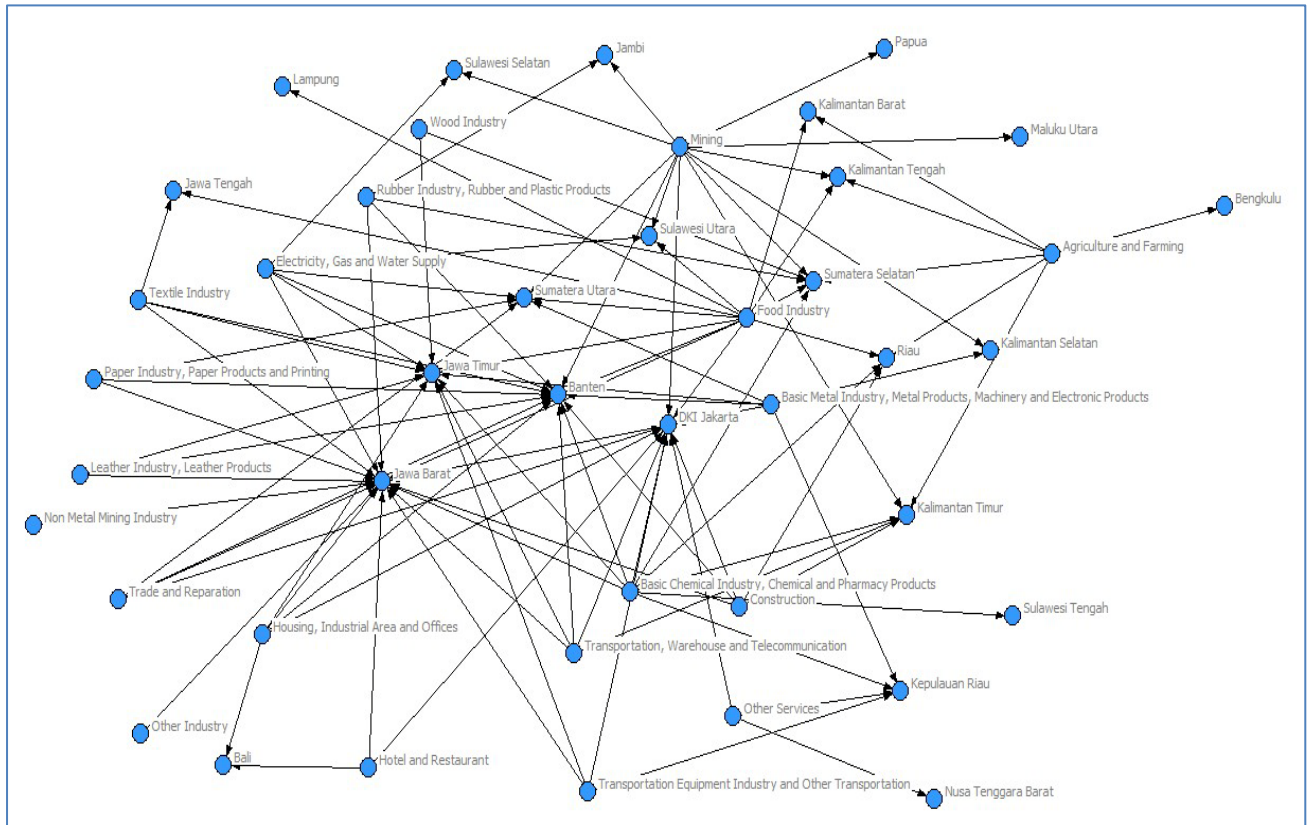 Papua
Jambi
Sulawesi Selatan
Lampung
Kalimantan Barat
Wood Industry
Maluku Utara
Mining
Kalimantan Tengah
Jawa Tengah
Rubber Industry, Rubber and Plastic Products
Bengkulu
Sulawesi Utara
Agriculture and Farming
Electricity, Gas and Water Supply
Sumatera Selatan
Textile Industry
Sumatera Utara
Food Industry
Kalimantan Selatan
Riau
Jawa Timur
Paper Industry, Paper Products and Printing
Banten
Basic Metal Industry, Metal Products, Machinery and Electronic Products
DKI Jakarta
Leather Industry, Leather Products
Jawa Barat
Kalimantan Timur
Non Metal Mining Industry
Basic Chemical Industry, Chemical and Pharmacy Products
Trade and Reparation
Construction
Sulawesi Tengah
Housing, Industrial Area and Offices
Transportation, Warehouse and Telecommunication
Kepulauan Riau
Other Services
Other Industry
Bali
Hotel and Restaurant
Transportation Equipment Industry and Other Transportation
Nusa Tenggara Barat